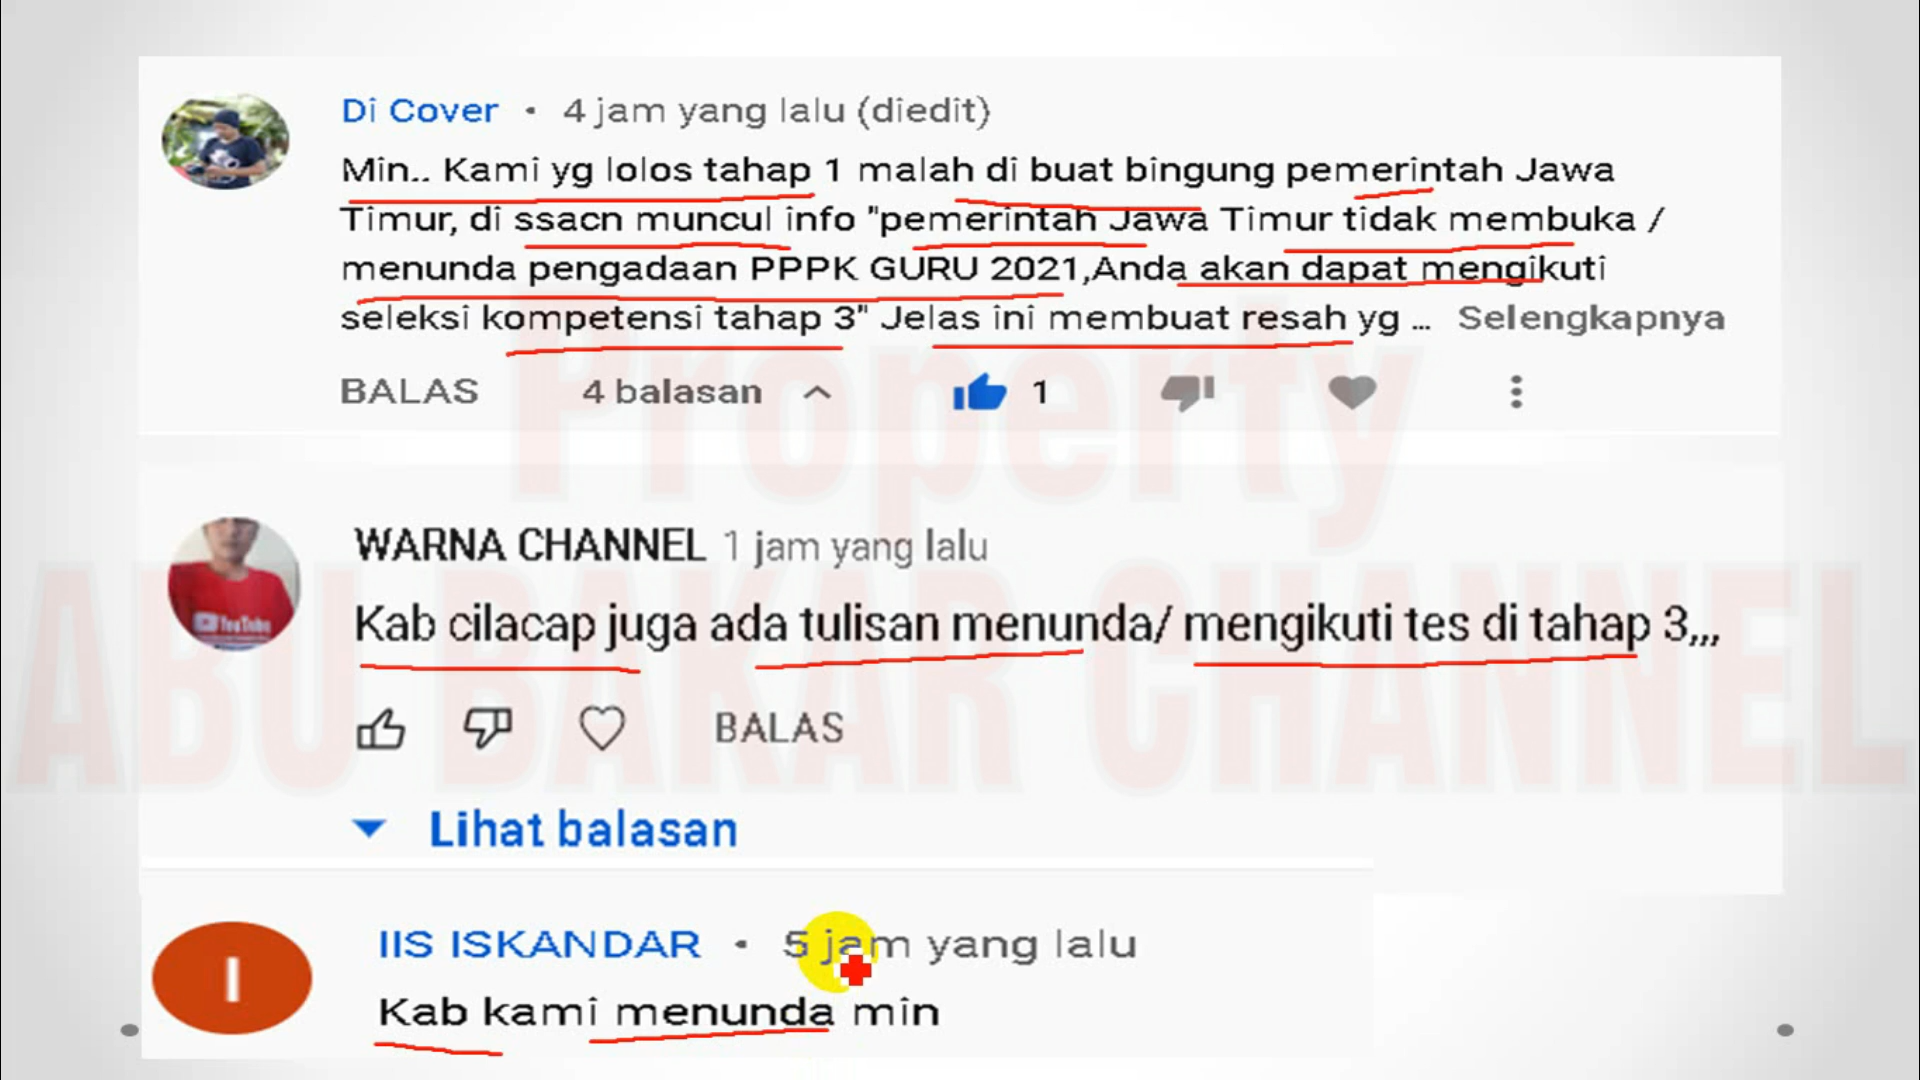 Di Cover • 4 jam yang lalu (diedit)
Min.. Kami yg lolos tahap 1 malah di buat bingung pemerintah Jawa
Timur, di ssacn muncul info "pemerintah Jawa Timur tidak membuka /
menunda pengadaan PPPK GURU 2021,Anda akan dapat mengikuti
seleksi kompetensi tahap 3" Jelas ini membuat resah yg ... Selengkapnya
BALAS 4 balasan 1
Property
WARNA CHANNEL 1 jam yang lalu
YouTube
Kab cilacap juga ada tulisan menunda/ mengikuti tes di tahap 3,,,
ABU BAKAR CHANNEL
BALAS
Lihat balasan
I
IIS ISKANDAR • 5 jam yang lalu
Kab kami menunda min